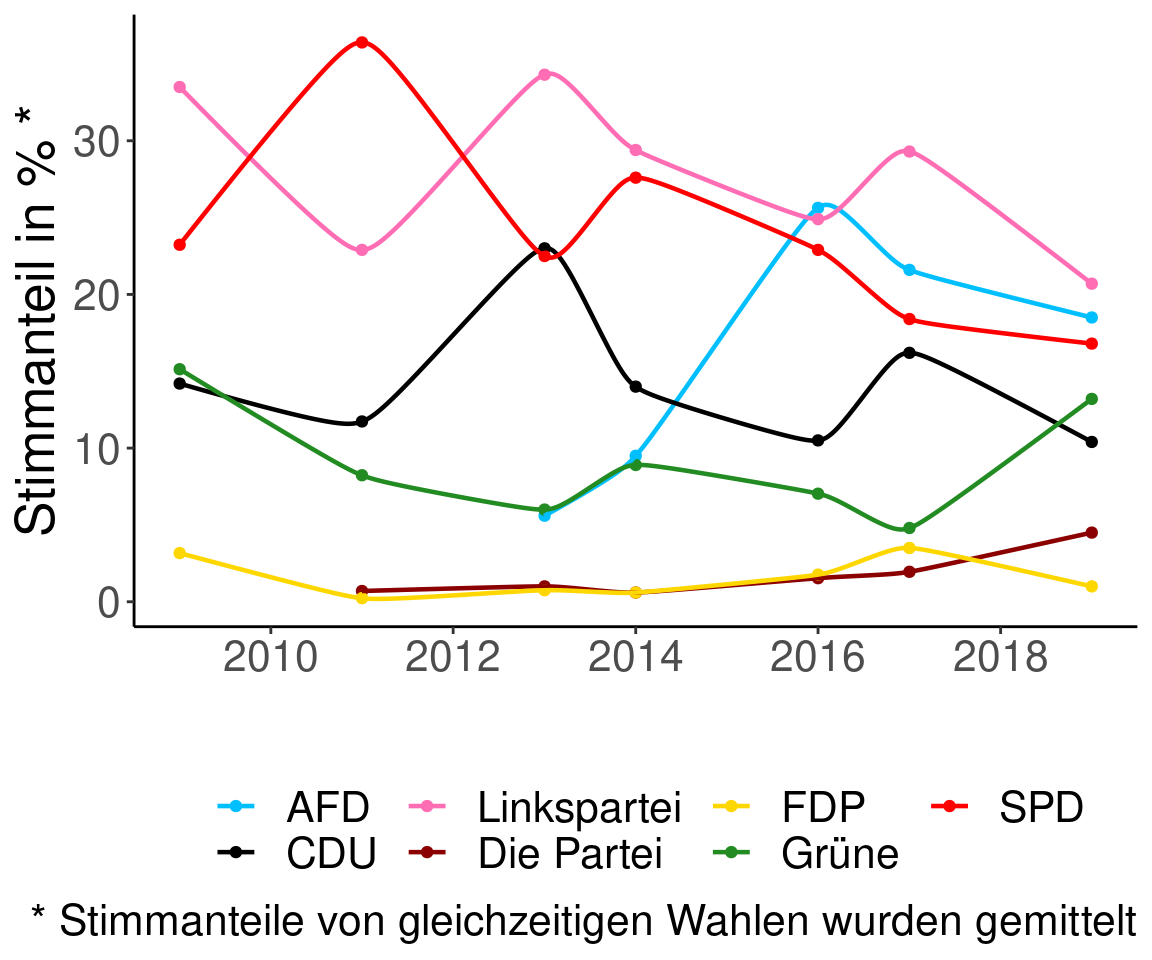 Stimmanteil in % *
30
20
10
0
2010 2012 2014 2016 2018
AFD Linkspartei FDP SPD
CDU Die Partei Grüne
* Stimmanteile von gleichzeitigen Wahlen wurden gemittelt